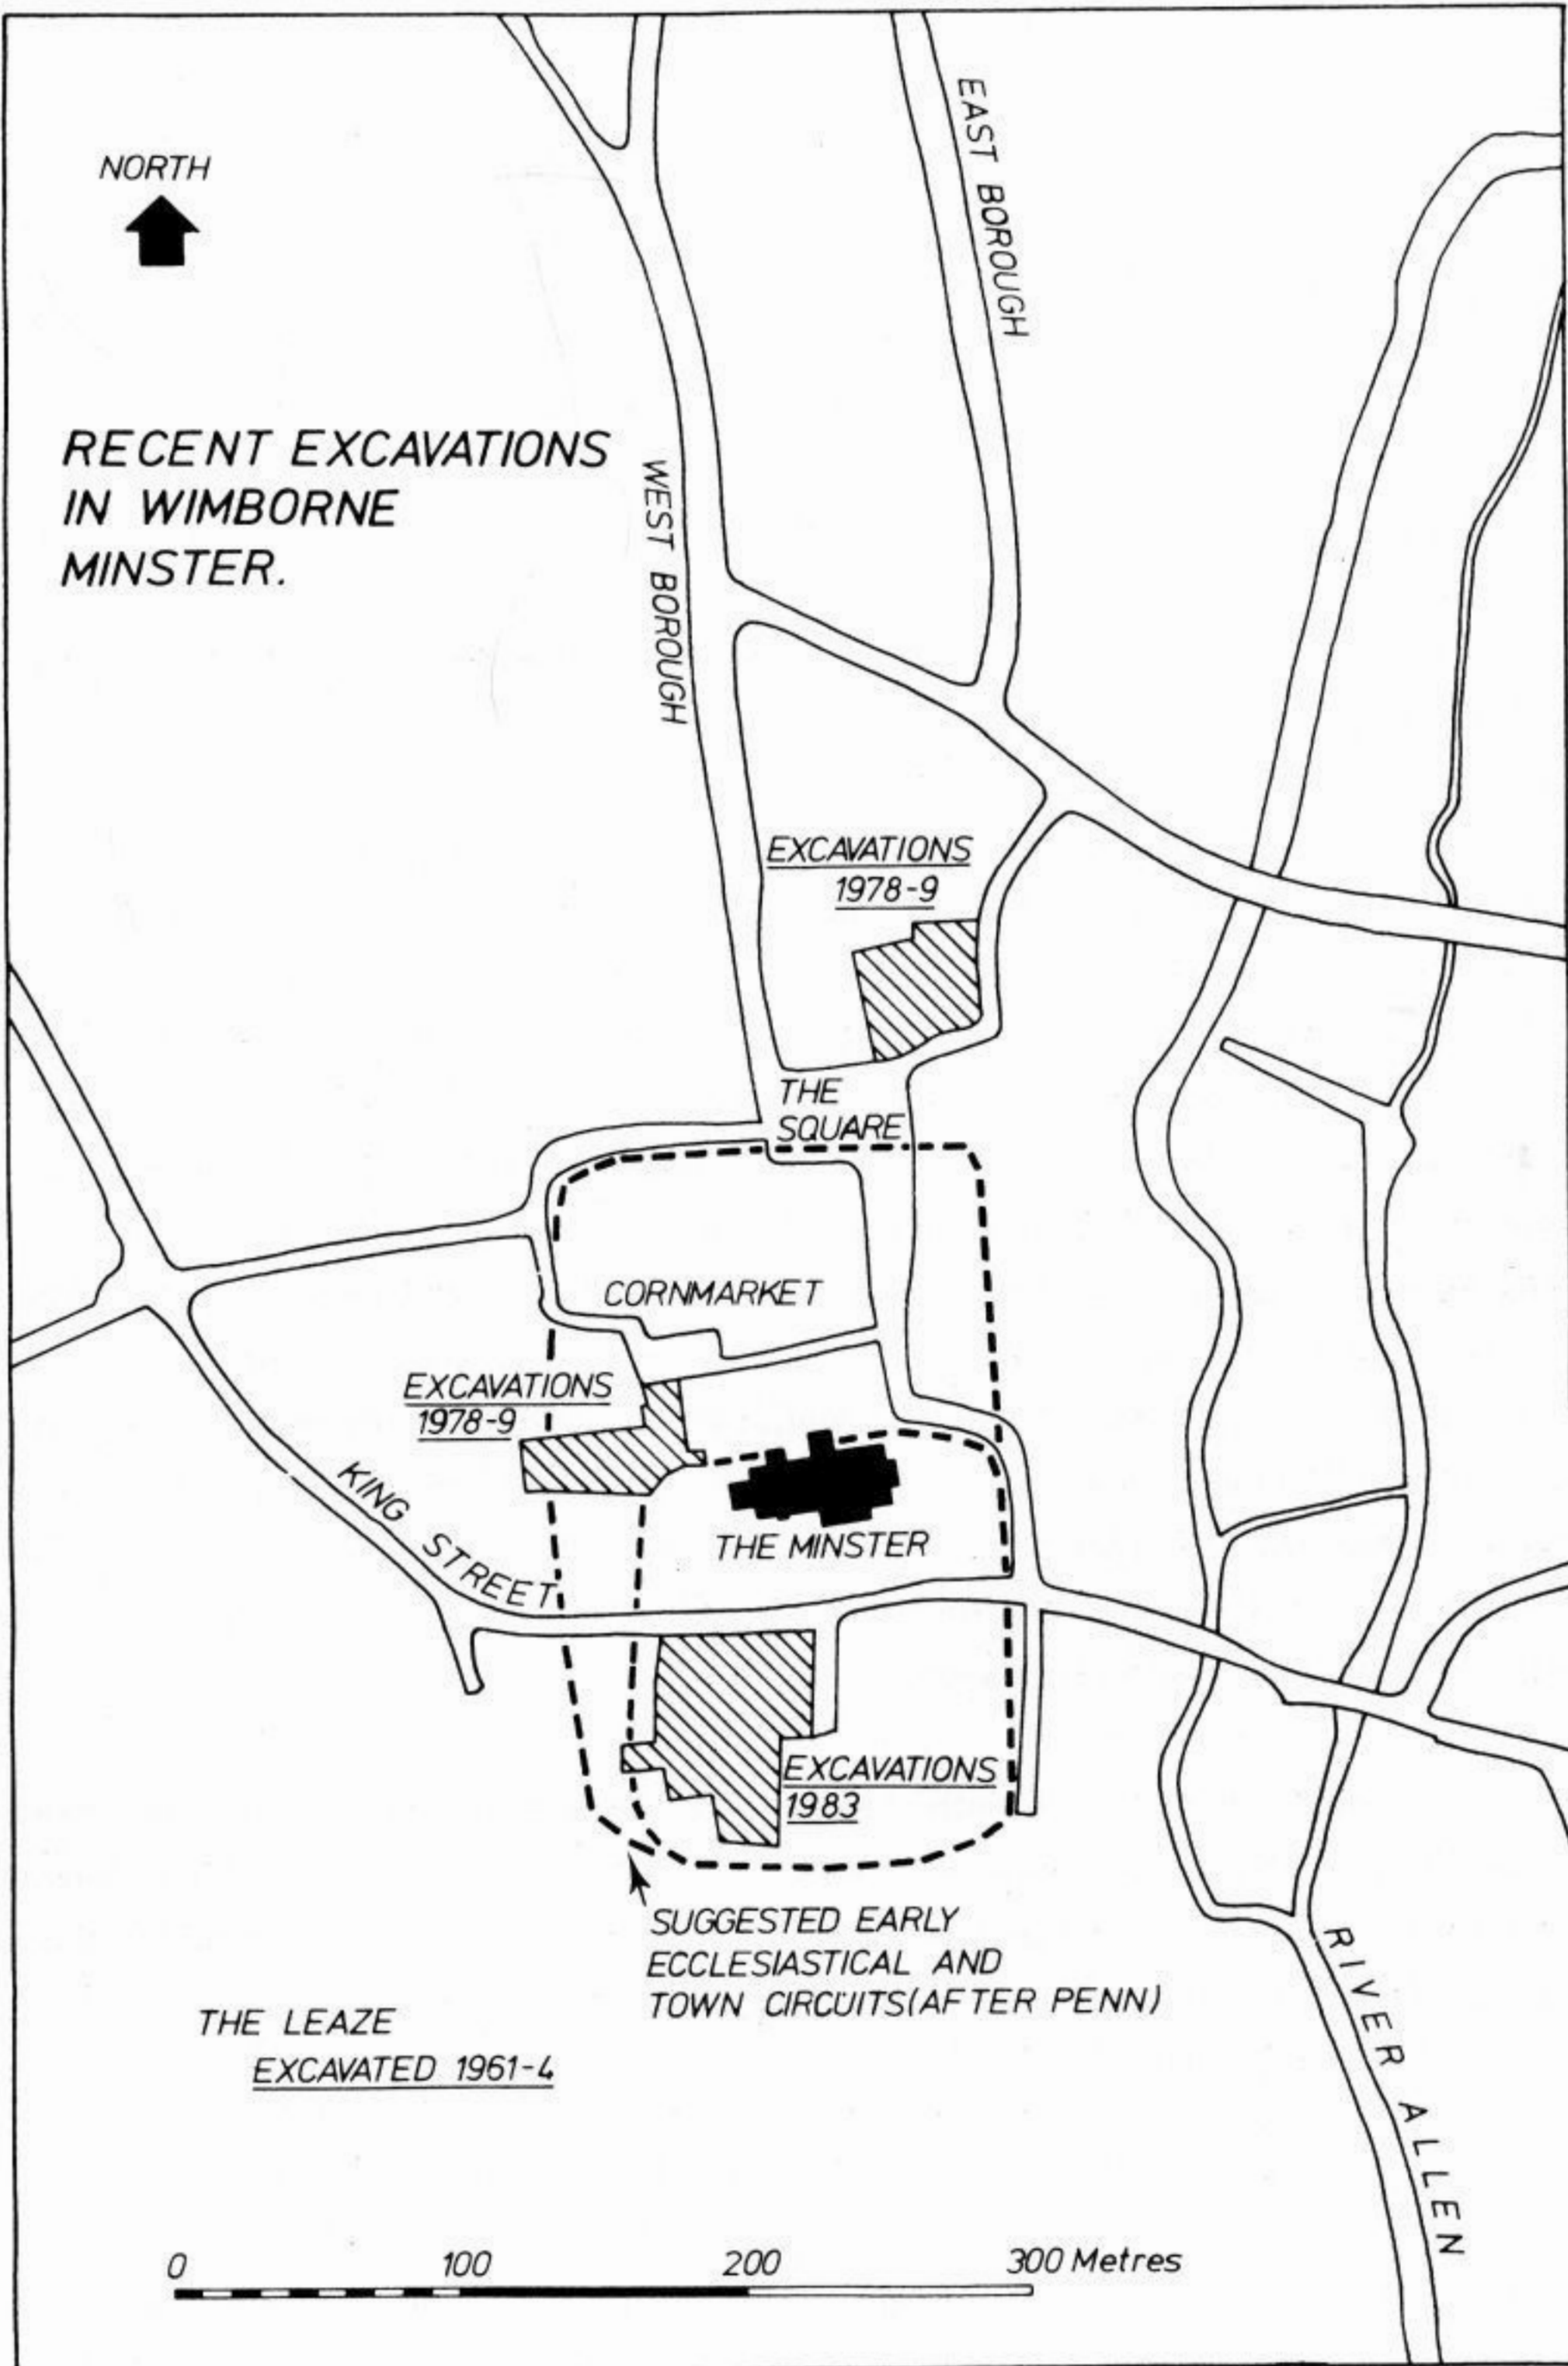 NORTH
EAST BOROUGH
RECENT EXCAVATIONS
IN WIMBORNE
MINSTER.
WEST BOROUGH
EXCAVATIONS
1978-9
THE
SQUARE
CORNMARKET
EXCAVATIONS
1978-9
KING STREET
THE MINSTER
EXCAVATIONS
1983
SUGGESTED EARLY
ECCLESIASTICAL AND
TOWN CIRCUITS (AFTER PENN)
RIVER ALLEN
THE LEAZE
EXCAVATED 1961-4
0 100 200 300 Metres